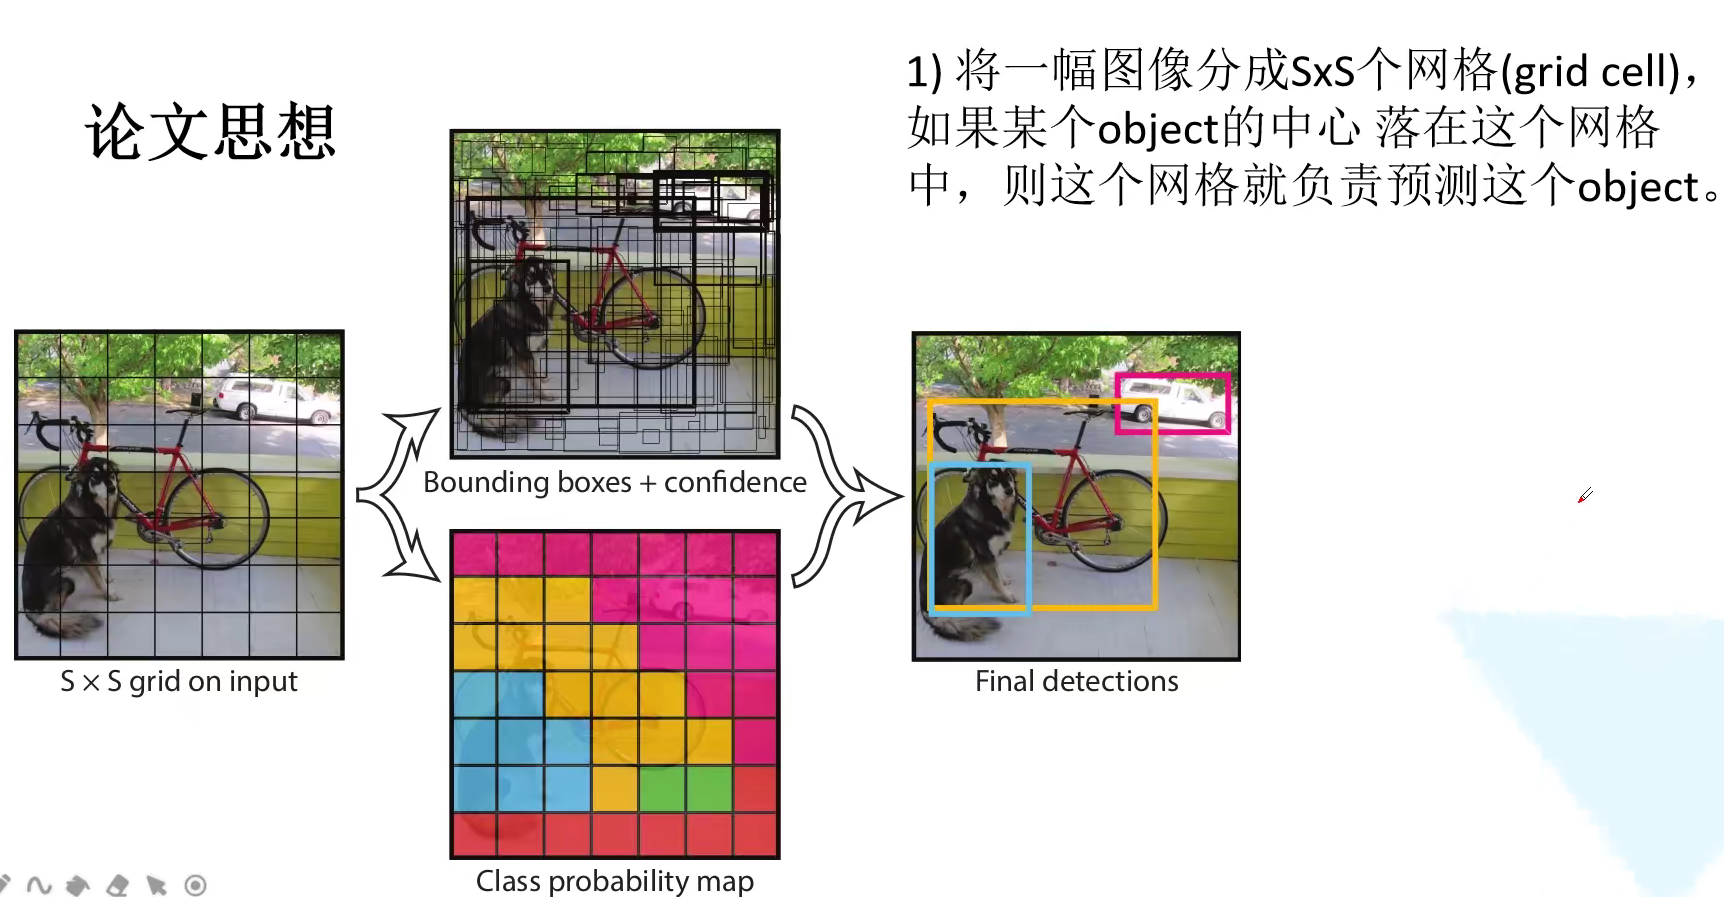 论文思想
1) 将一幅图像分成SxS个网格(grid cell)，
如果某个object的中心 落在这个网格
中，则这个网格就负责预测这个object。
Bounding boxes + confidence
S × S grid on input
Final detections
Class probability map